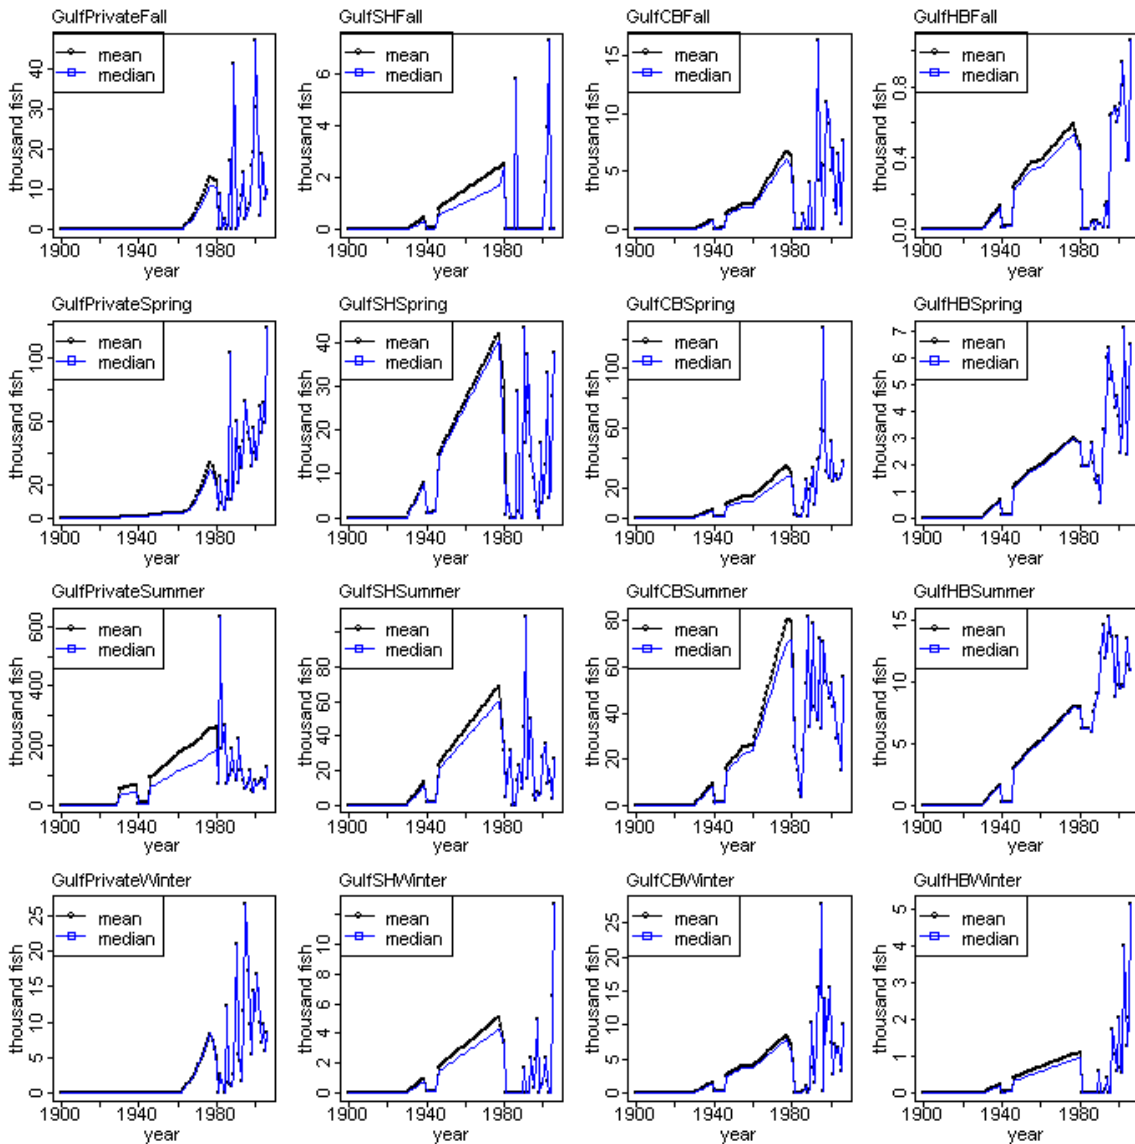 GulfPrivateFall
mean
median
thousand fish
0 10 20 30 40
1900 1940 1980
year
GulfSHFall
mean
median
thousand fish
0 2 4 6
1900 1940 1980
year
GulfCBFall
mean
median
thousand fish
0 5 10 15
1900 1940 1980
year
GulfHBFall
mean
median
thousand fish
0.0 0.4 0.8
1900 1940 1980
year
GulfPrivateSpring
mean
median
thousand fish
0 20 60 100
1900 1940 1980
year
GulfSHSpring
mean
median
thousand fish
0 10 20 30 40
1900 1940 1980
year
GulfCBSpring
mean
median
thousand fish
0 20 60 100
1900 1940 1980
year
GulfHBSpring
mean
median
thousand fish
0 1 2 3 4 5 6 7
1900 1940 1980
year
GulfPrivateSummer
mean
median
thousand fish
0 200 400 600
1900 1940 1980
year
GulfSHSummer
mean
median
thousand fish
0 20 40 60 80
1900 1940 1980
year
GulfCBSummer
mean
median
thousand fish
0 20 40 60 80
1900 1940 1980
year
GulfHBSummer
mean
median
thousand fish
0 5 10 15
1900 1940 1980
year
GulfPrivateWinter
mean
median
thousand fish
0 5 10 15 20 25
1900 1940 1980
year
GulfSHWinter
mean
median
thousand fish
0 2 4 6 8 10
1900 1940 1980
year
GulfCBWinter
mean
median
thousand fish
0 5 10 15 20 25
1900 1940 1980
year
GulfHBWinter
mean
median
thousand fish
0 1 2 3 4 5
1900 1940 1980
year